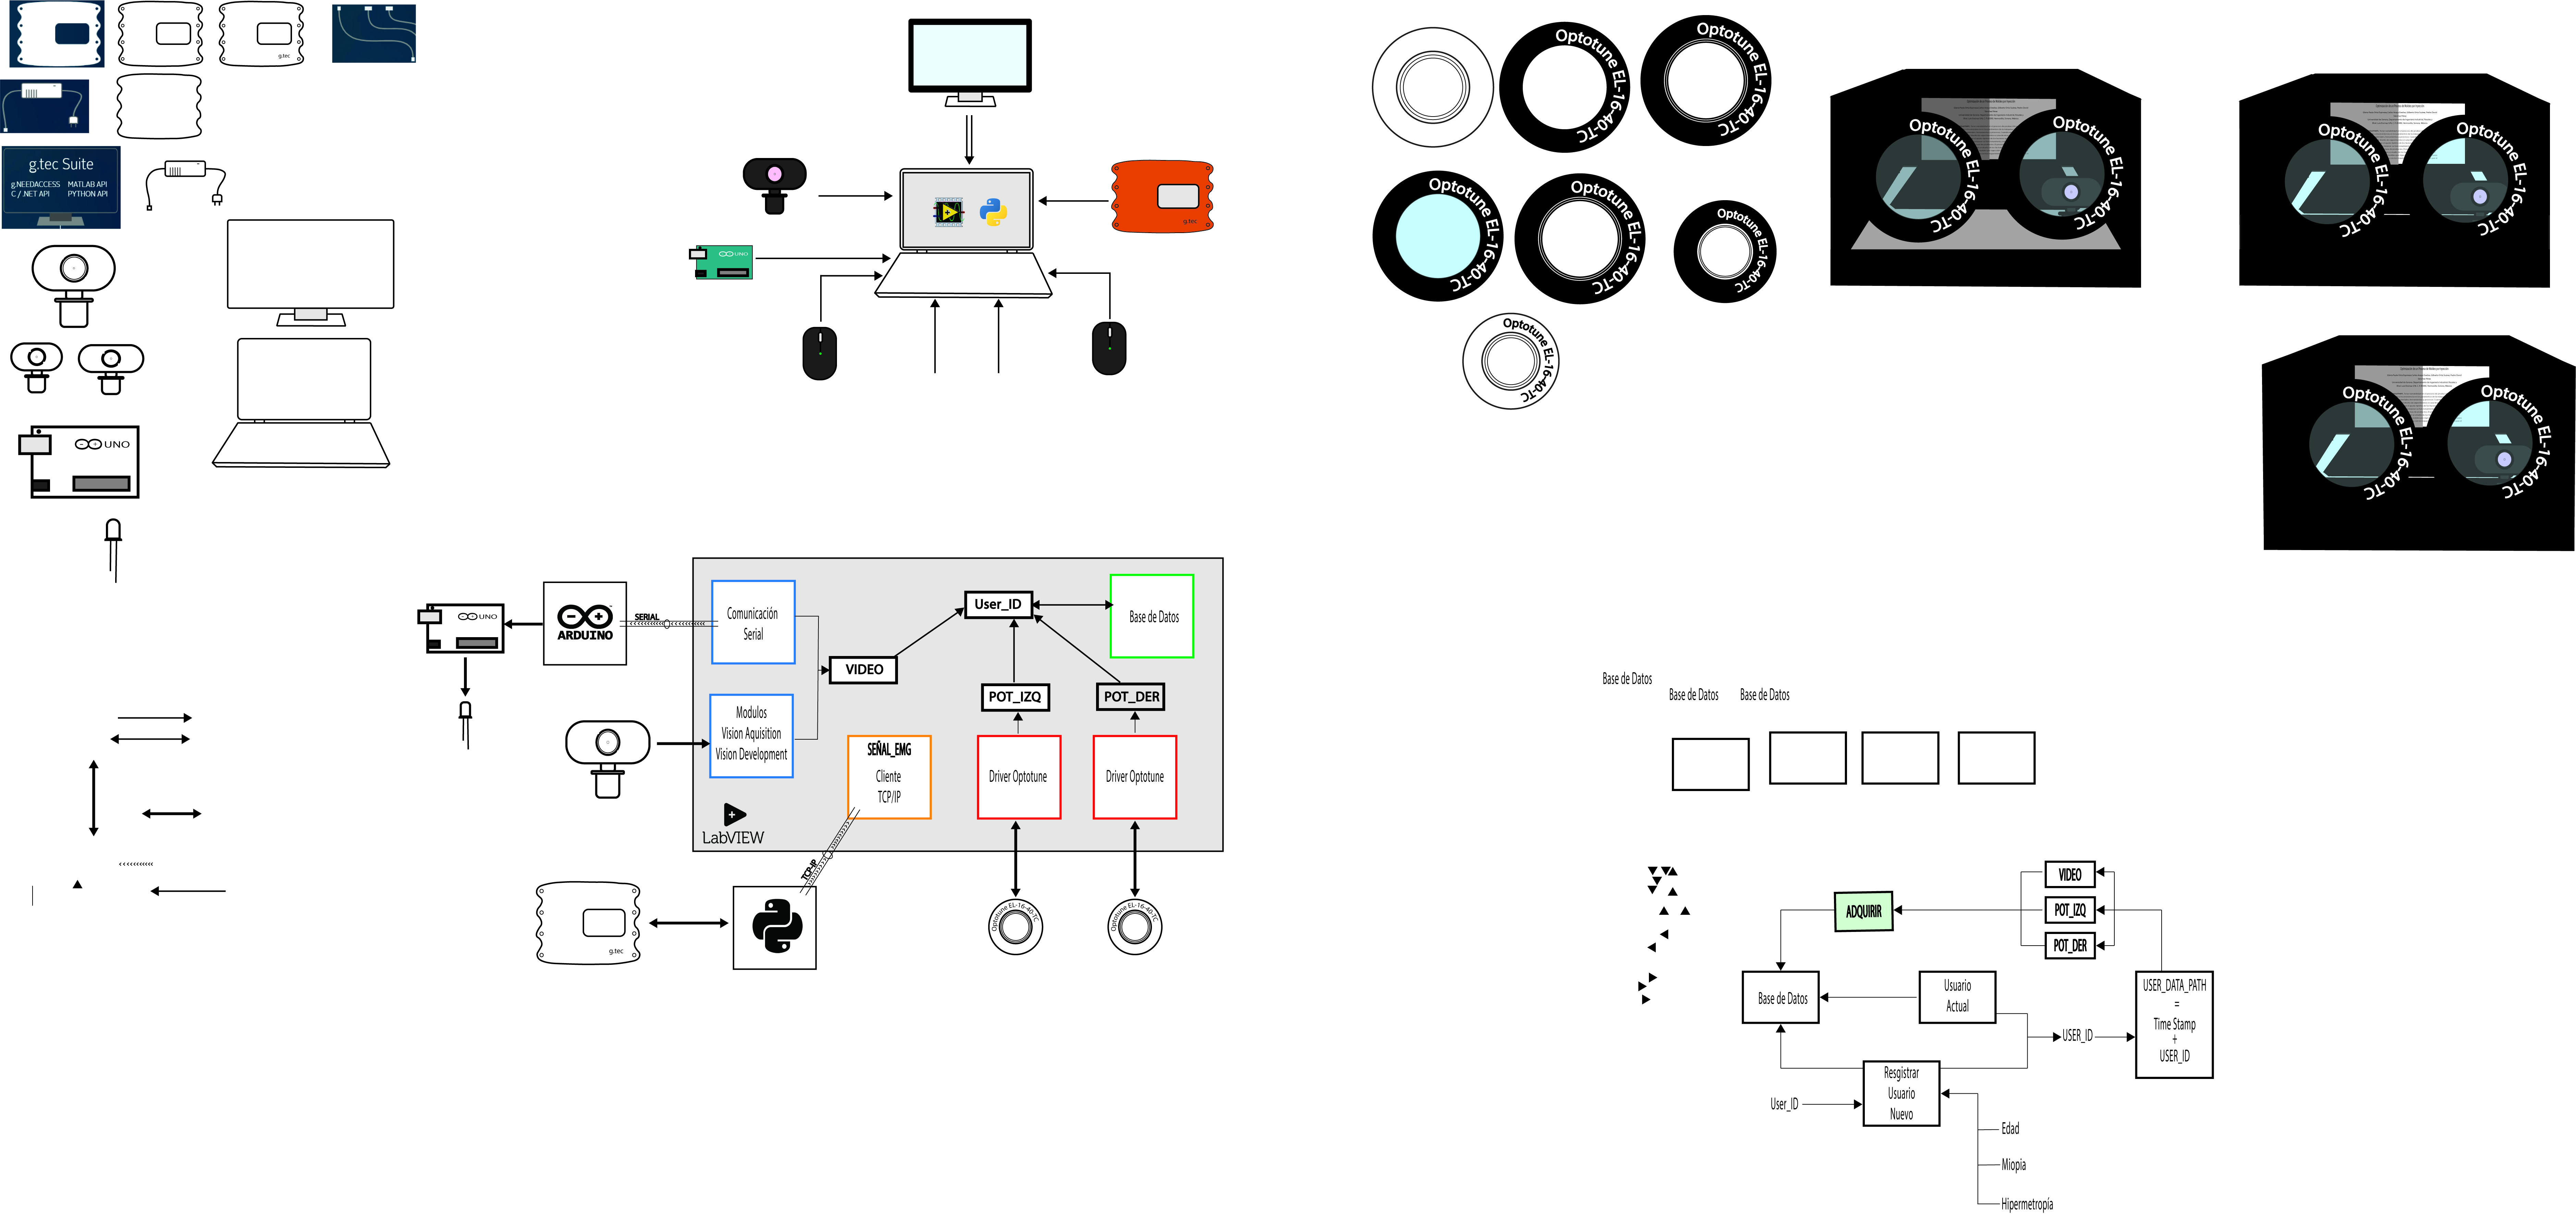 g.tec
g.tec Suite
g.NEEDACCESS MATLAB API
C / .NET API PYTHON API
UNO
g.tec
UNO
Optotune EL-16-40-TC
Optotune EL-16-40-TC
Optotune EL-16-40-TC
Optotune EL-16-40-TC
Optotune EL-16-40-TC
Optotune EL-16-40-TC
Optotune EL-16-40-TC
Optotune EL-16-40-TC
Optotune EL-16-40-TC
Optotune EL-16-40-TC
Optotune EL-16-40-TC
Optotune EL-16-40-TC
UNO
ARDUINO
SERIAL
Comunicación
Serial
User_ID
Base de Datos
VIDEO
POT_IZQ
POT_DER
Modulos
Vision Aquisition
Vision Development
SEÑAL_EMG
Cliente
TCP/IP
Driver Optotune
Driver Optotune
LabVIEW
TCP-IP
g.tec
Optotune EL-16-40-TC
Optotune EL-16-40-TC
Base de Datos
Base de Datos
Base de Datos
VIDEO
ADQUIRIR
POT_IZQ
POT_DER
Base de Datos
Usuario
Actual
USER_DATA_PATH
=
Time Stamp
+
USER_ID
USER_ID
Resgistrar
Usuario
Nuevo
User_ID
Edad
Miopia
Hipermetropía